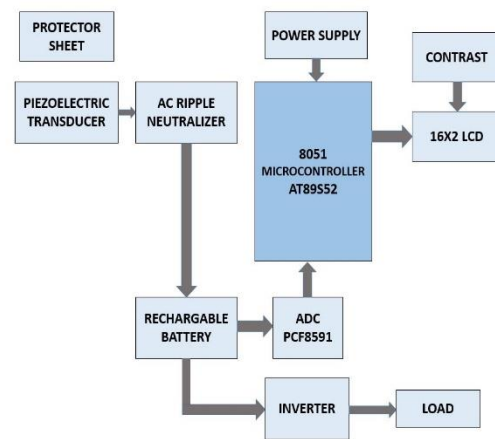 PROTECTOR
SHEET
POWER SUPPLY
CONTRAST
PIEZOELECTRIC
TRANSDUCER
AC RIPPLE
NEUTRALIZER
8051
MICROCONTROLLER
AT89S52
16X2 LCD
RECHARGABLE
BATTERY
ADC
PCF8591
INVERTER
LOAD